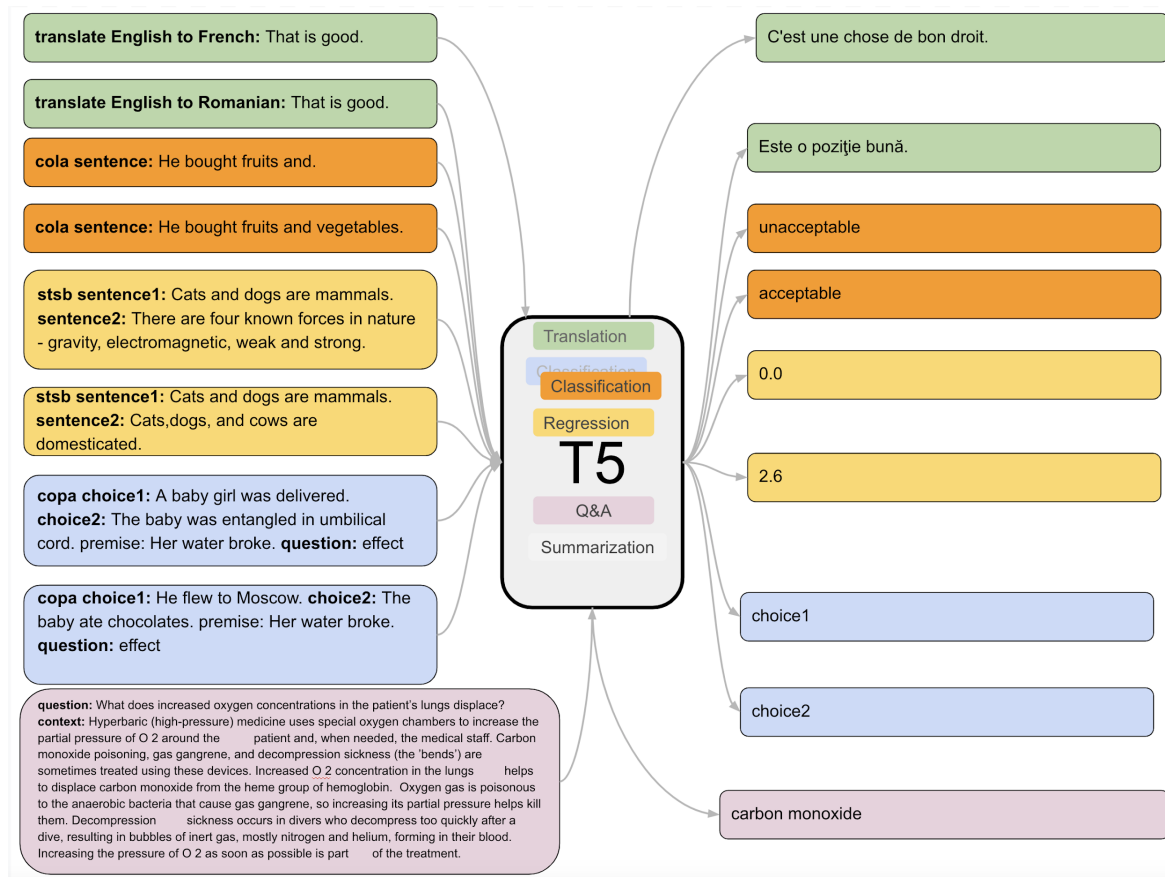 translate English to French: That is good.
translate English to Romanian: That is good.
cola sentence: He bought fruits and.
cola sentence: He bought fruits and vegetables.
stsb sentence1: Cats and dogs are mammals.
sentence2: There are four known forces in nature
- gravity, electromagnetic, weak and strong.
stsb sentence1: Cats and dogs are mammals.
sentence2: Cats,dogs, and cows are
domesticated.
copa choice1: A baby girl was delivered.
choice2: The baby was entangled in umbilical
cord. premise: Her water broke. question: effect
copa choice1: He flew to Moscow. choice2: The
baby ate chocolates. premise: Her water broke.
question: effect
question: What does increased oxygen concentrations in the patient's lungs displace?
context: Hyperbaric (high-pressure) medicine uses special oxygen chambers to increase the
partial pressure of O 2 around the patient and, when needed, the medical staff. Carbon
monoxide poisoning, gas gangrene, and decompression sickness (the 'bends') are
sometimes treated using these devices. Increased O 2 concentration in the lungs helps
to displace carbon monoxide from the heme group of hemoglobin. Oxygen gas is poisonous
to the anaerobic bacteria that cause gas gangrene, so increasing its partial pressure helps kill
them. Decompression sickness occurs in divers who decompress too quickly after a
dive, resulting in bubbles of inert gas, mostly nitrogen and helium, forming in their blood.
Increasing the pressure of O 2 as soon as possible is part of the treatment.
Translation
Classification
Classification
Regression
T5
Q&A
Summarization
C'est une chose de bon droit.
Este o poziţie bună.
unacceptable
acceptable
0.0
2.6
choice1
choice2
carbon monoxide